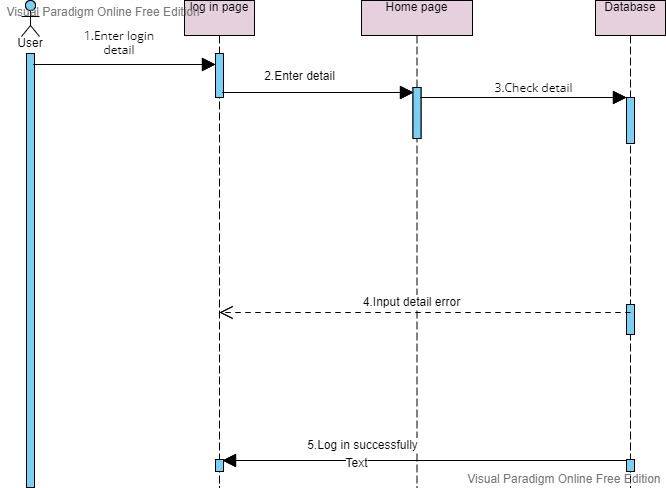 Visual Paradigm Online Free Edition
log in page
Home page
Database
User
1.Enter login
detail
2.Enter detail
3.Check detail
4.Input detail error
5.Log in successfully
Text
Visual Paradigm Online Free Edition